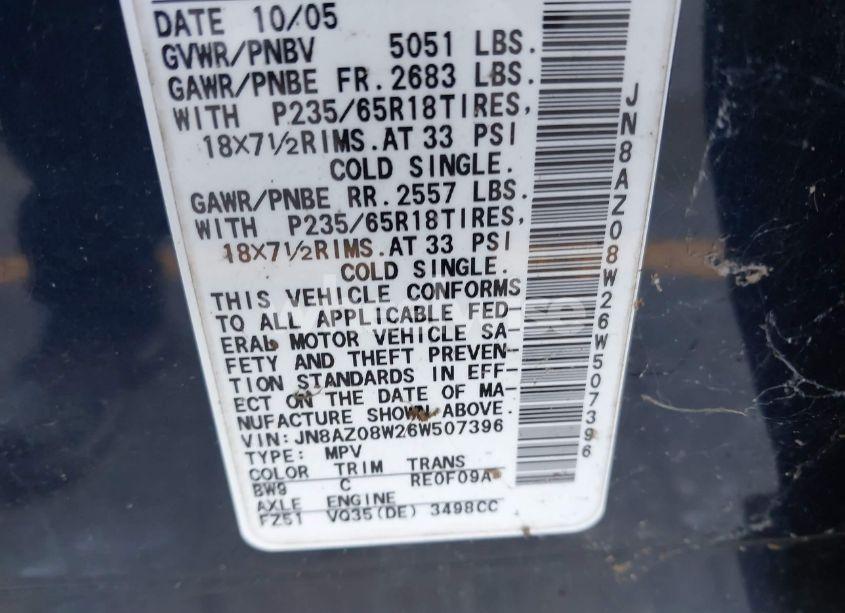 DATE 10/05
GVWR/PNBV 5051 LBS.
GAWR/PNBE FR. 2683 LBS.
WITH P235/65R18TIRES,
18X7½RIMS. AT 33 PSI
COLD SINGLE.
GAWR/PNBE RR. 2557 LBS.
WITH P235/65R18TIRES,
18X7½RIMS. AT 33 PSI
COLD SINGLE.
THIS VEHICLE CONFORMS
TO ALL APPLICABLE FED-
ERAL MOTOR VEHICLE SA-
FETY AND THEFT PREVEN-
TION STANDARDS IN EFF-
ECT ON THE DATE OF MA-
NUFACTURE SHOWN ABOVE.
VIN: JN8AZ08W26W507396
TYPE: MPV
COLOR TRIM TRANS
BW9 C RE0F09A
AXLE ENGINE
FZ51 VQ35(DE) 3498CC
JN8AZ08W26W507396